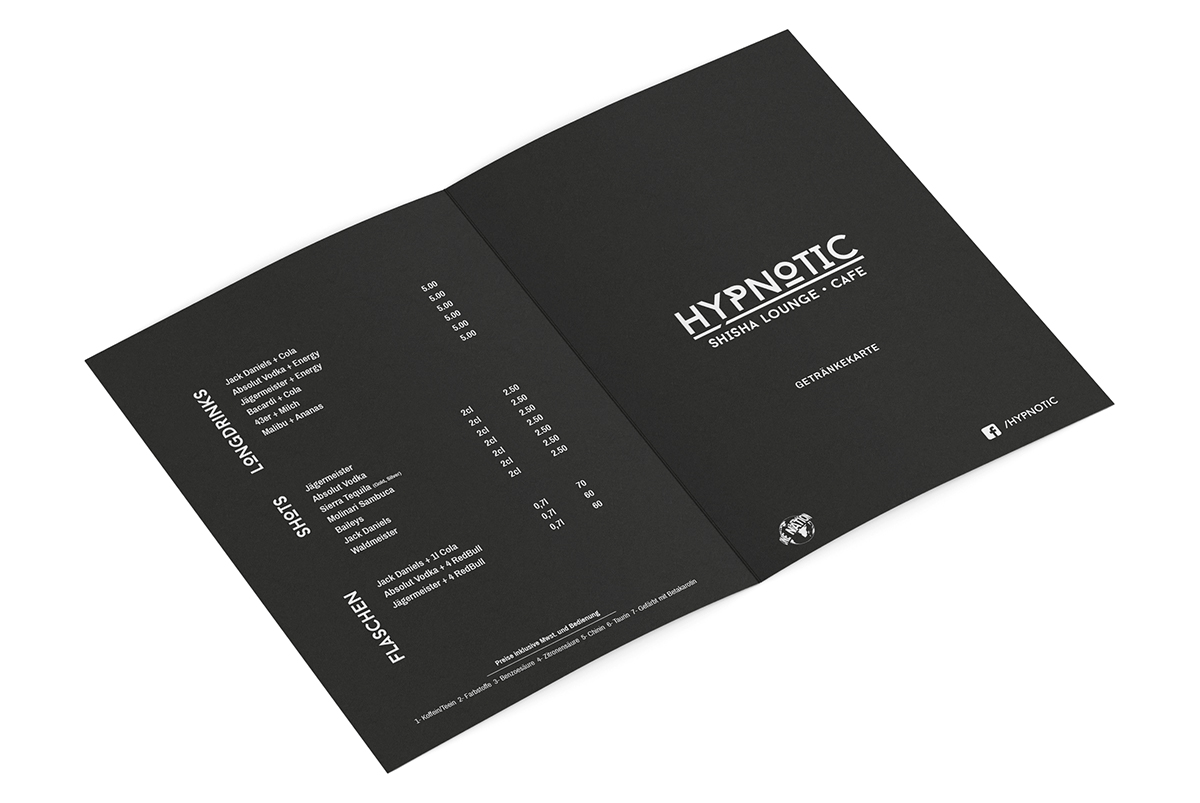 LONGDRINKS
Jack Daniels + Cola 5.00
Absolut Vodka + Energy 5.00
Jägermeister + Energy 5.00
Bacardi + Cola 5.00
43er + Milch 5.00
Malibu + Ananas 5.00
SHOTS
Jägermeister 2cl 2.50
Absolut Vodka 2cl 2.50
Sierra Tequila (Gold, Silver) 2cl 2.50
Molinari Sambuca 2cl 2.50
Baileys 2cl 2.50
Jack Daniels 2cl 2.50
Waldmeister 2cl 2.50
FLASCHEN
Jack Daniels + 1l Cola 0,7l 70
Absolut Vodka + 4 RedBull 0,7l 60
Jägermeister + 4 RedBull 0,7l 60
Preise inklusive Mwst. und Bedienung
1- Koffein/Teein 2- Farbstoffe 3- Benzoesäure 4- Zitronensäure 5- Chinin 6- Taurin 7- Gefärbt mit Betakarotin
HYPNOTIC
SHISHA LOUNGE • CAFE
GETRÄNKEKARTE
/HYPNOTIC
ONE NATION